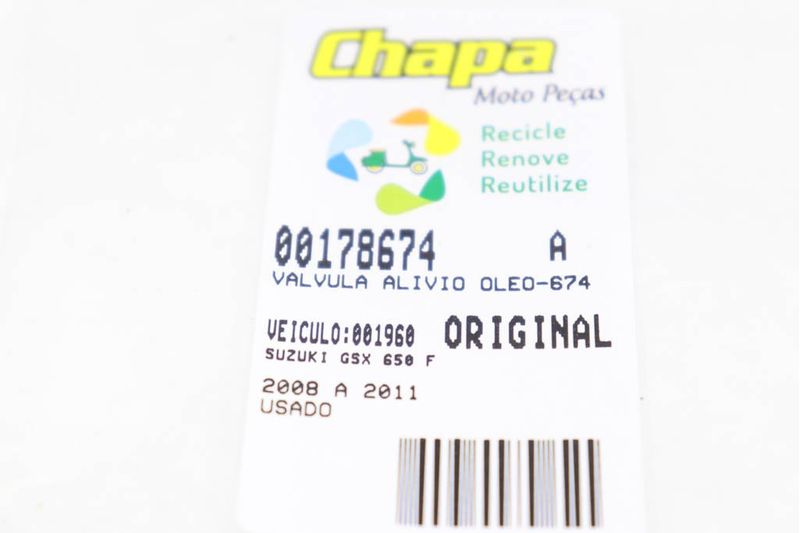 Chapa
Moto Peças
Recicle
Renove
Reutilize
00178674 A
VALVULA ALIVIO OLEO-674
VEICULO:001960 ORIGINAL
SUZUKI GSX 650 F
2008 A 2011
USADO